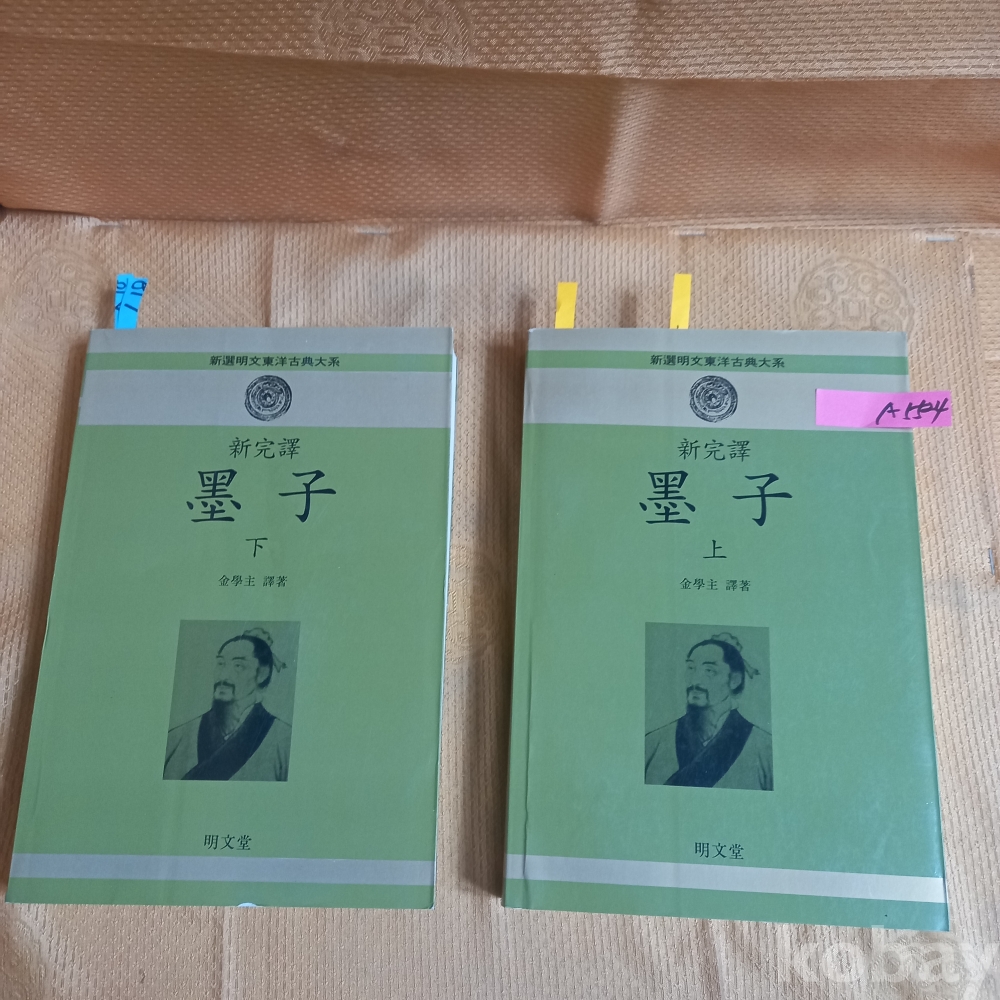 新選明文東洋古典大系
新完譯
墨子
下
金學主 譯著
明文堂
新選明文東洋古典大系
A554
新完譯
墨子
上
金學主 譯著
明文堂
kobay